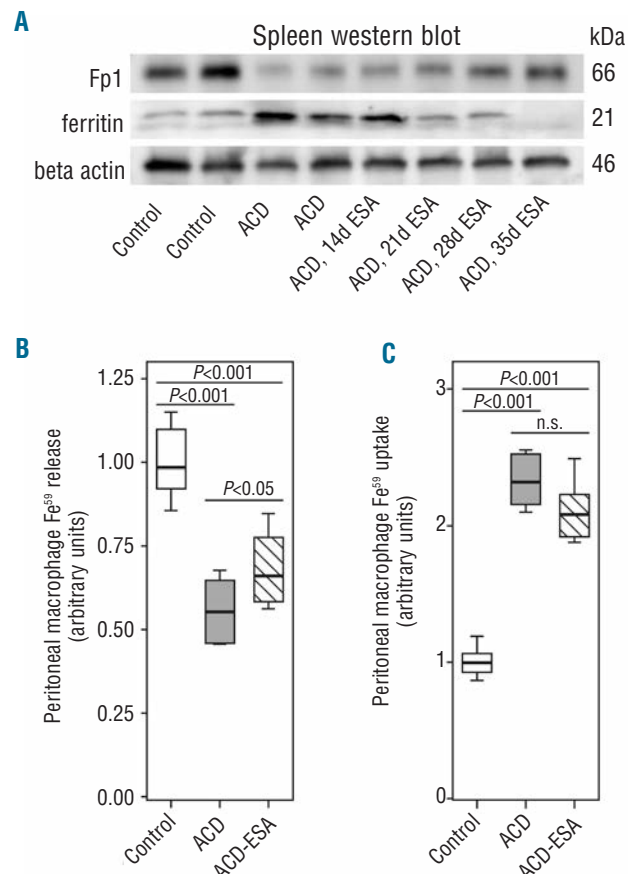 A
Spleen western blot
kDa
Fp1
66
ferritin
21
beta actin
46
Control
Control
ACD
ACD
ACD, 14d ESA
ACD, 21d ESA
ACD, 28d ESA
ACD, 35d ESA
B
Peritoneal macrophage Fe⁵⁹ release
(arbitrary units)
1.25
1.00
0.75
0.50
0.25
0.00
P<0.001
P<0.001
P<0.05
Control
ACD
ACD-ESA
C
Peritoneal macrophage Fe⁵⁹ uptake
(arbitrary units)
3
2
1
0
P<0.001
P<0.001
n.s.
Control
ACD
ACD-ESA